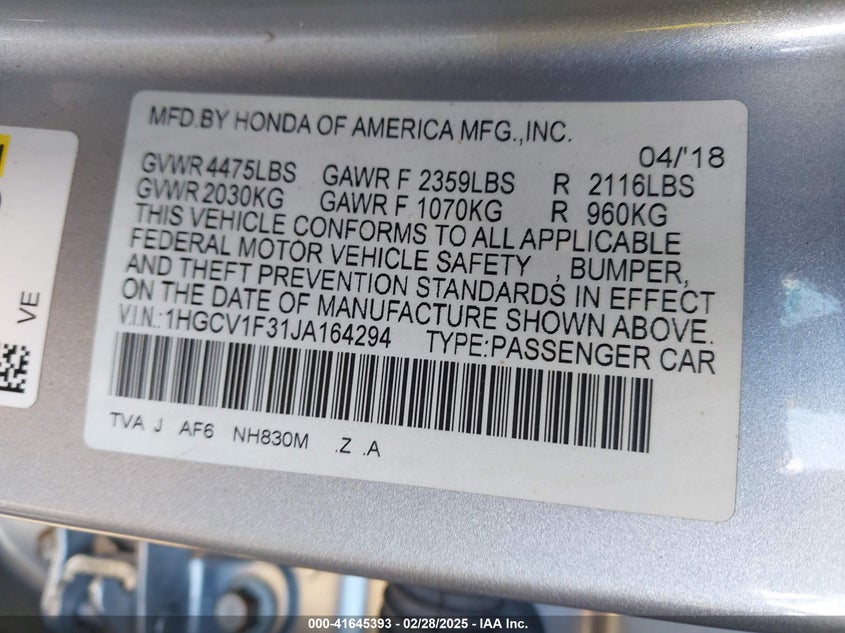 MFD.BY HONDA OF AMERICA MFG.,INC.
04/'18
GVWR 4475LBS GAWR F 2359LBS R 2116LBS
GVWR 2030KG GAWR F 1070KG R 960KG
THIS VEHICLE CONFORMS TO ALL APPLICABLE
FEDERAL MOTOR VEHICLE SAFETY , BUMPER,
AND THEFT PREVENTION STANDARDS IN EFFECT
ON THE DATE OF MANUFACTURE SHOWN ABOVE.
V.I.N.:1HGCV1F31JA164294 TYPE:PASSENGER CAR
TVA J AF6 NH830M .Z .A
VE
000-41645393 - 02/28/2025 - IAA Inc.